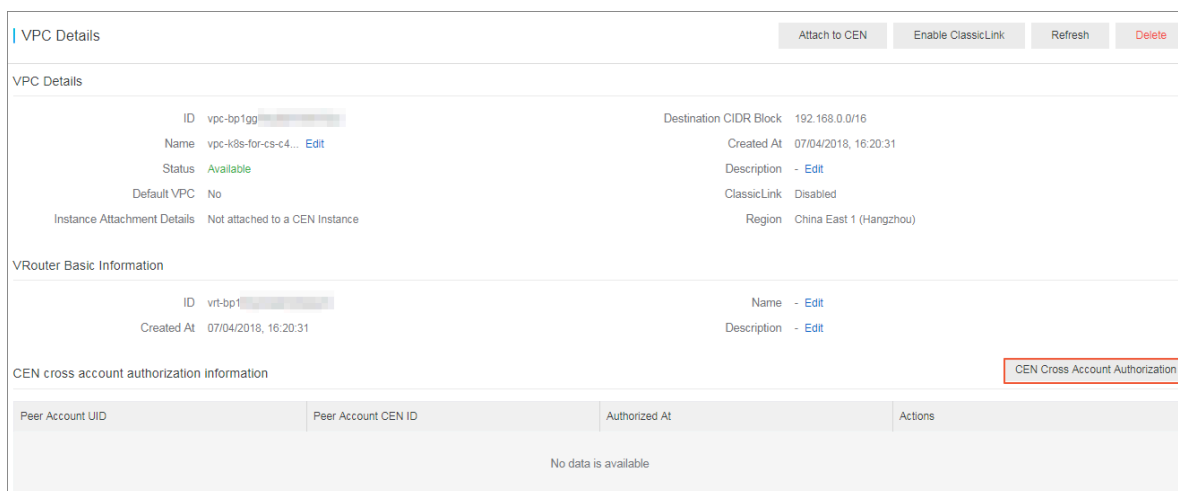 VPC Details
Attach to CEN Enable ClassicLink Refresh Delete
VPC Details
ID vpc-bp1gg Destination CIDR Block 192.168.0.0/16
Name vpc-k8s-for-cs-c4... Edit Created At 07/04/2018, 16:20:31
Status Available Description - Edit
Default VPC No ClassicLink Disabled
Instance Attachment Details Not attached to a CEN Instance Region China East 1 (Hangzhou)
VRouter Basic Information
ID vrt-bp1 Name - Edit
Created At 07/04/2018, 16:20:31 Description - Edit
CEN cross account authorization information CEN Cross Account Authorization
Peer Account UID Peer Account CEN ID Authorized At Actions
No data is available